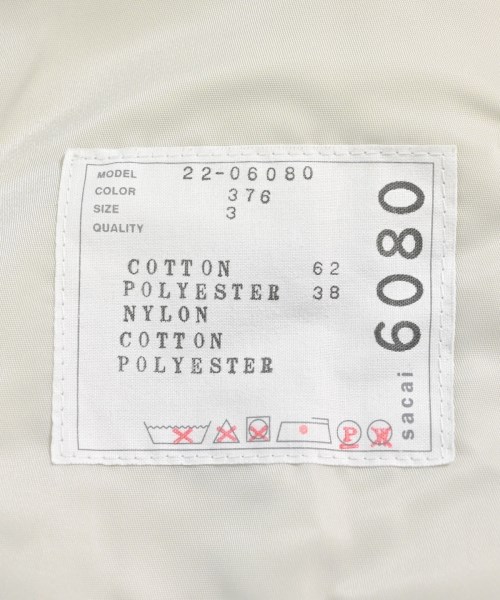 MODEL 22-06080
COLOR 376
SIZE 3
QUALITY
COTTON 62
POLYESTER 38
NYLON
COTTON
POLYESTER
P W
sacai 6080